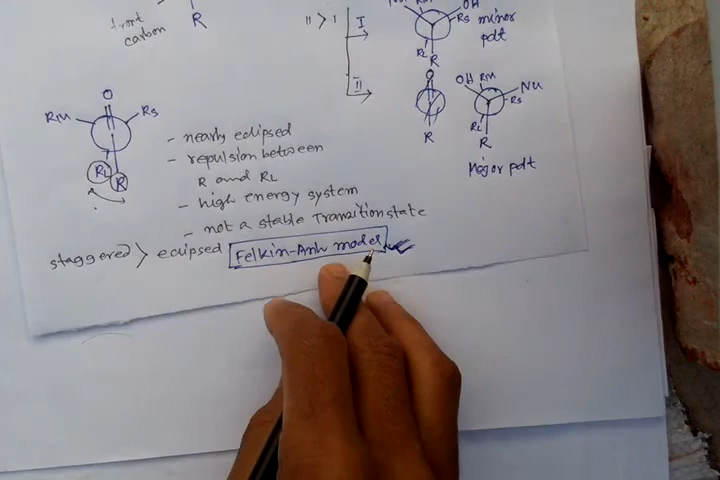 front
carbon
R
II > I
I
II
OH
Rs
RL
R
minor
pdt
O
R
OH RM
Nu
Rs
RL
R
Major pdt
O
RM
Rs
RL
R
- nearly eclipsed
- repulsion between
R and RL
- high energy system
- not a stable Transition state
staggered > eclipsed Felkin-Anh model